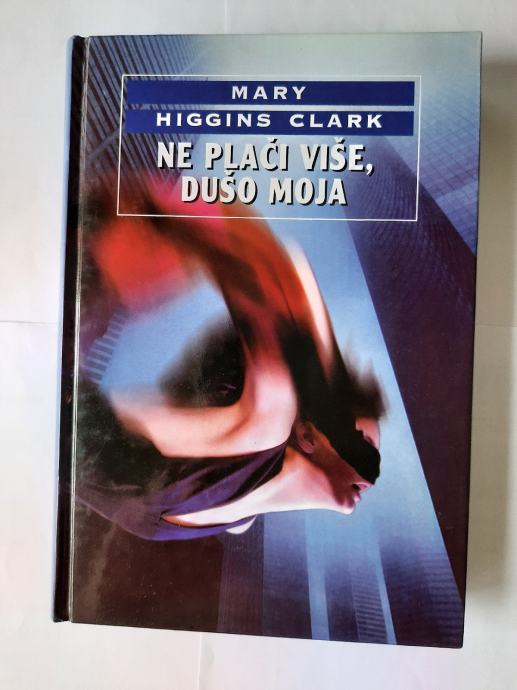 MARY
HIGGINS CLARK
NE PLAČI VIŠE,
DUŠO MOJA